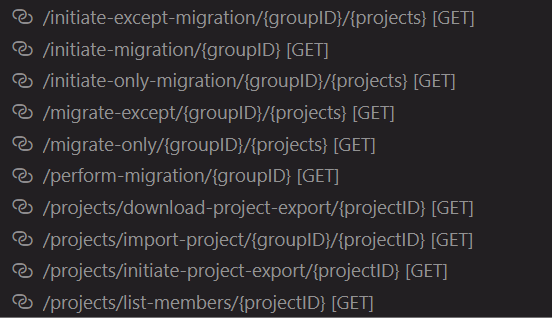 /initiate-except-migration/{groupID}/{projects} [GET]
/initiate-migration/{groupID} [GET]
/initiate-only-migration/{groupID}/{projects} [GET]
/migrate-except/{groupID}/{projects} [GET]
/migrate-only/{groupID}/{projects} [GET]
/perform-migration/{groupID} [GET]
/projects/download-project-export/{projectID} [GET]
/projects/import-project/{groupID}/{projectID} [GET]
/projects/initiate-project-export/{projectID} [GET]
/projects/list-members/{projectID} [GET]